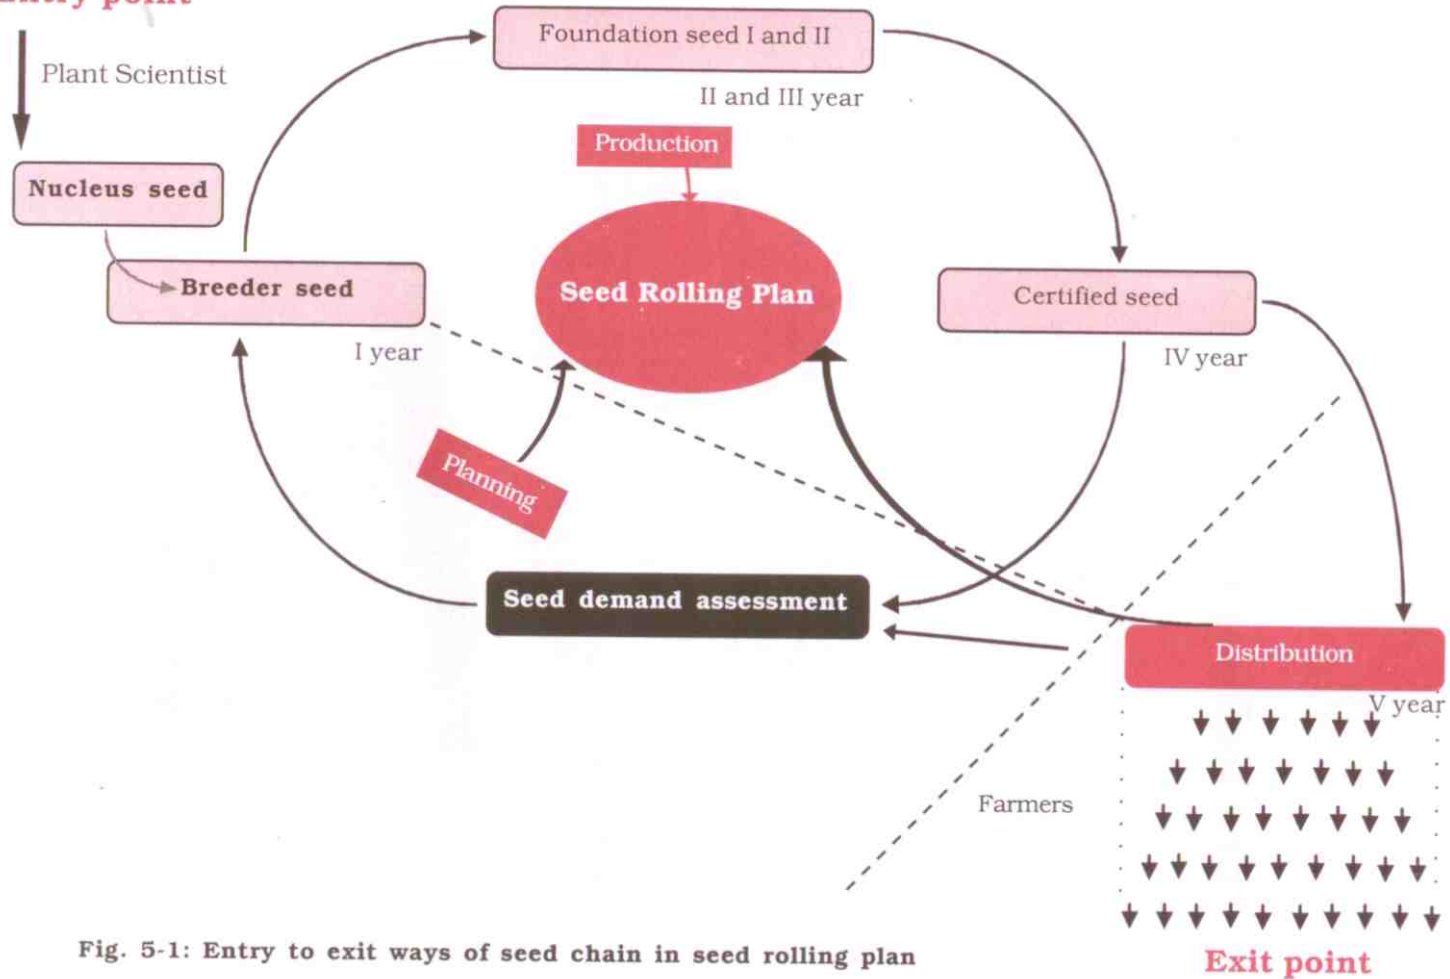 Entry point
Plant Scientist
Foundation seed I and II
II and III year
Production
Nucleus seed
Breeder seed
I year
Seed Rolling Plan
Certified seed
IV year
Planning
Seed demand assessment
Distribution
V year
Farmers
Exit point
Fig. 5-1: Entry to exit ways of seed chain in seed rolling plan